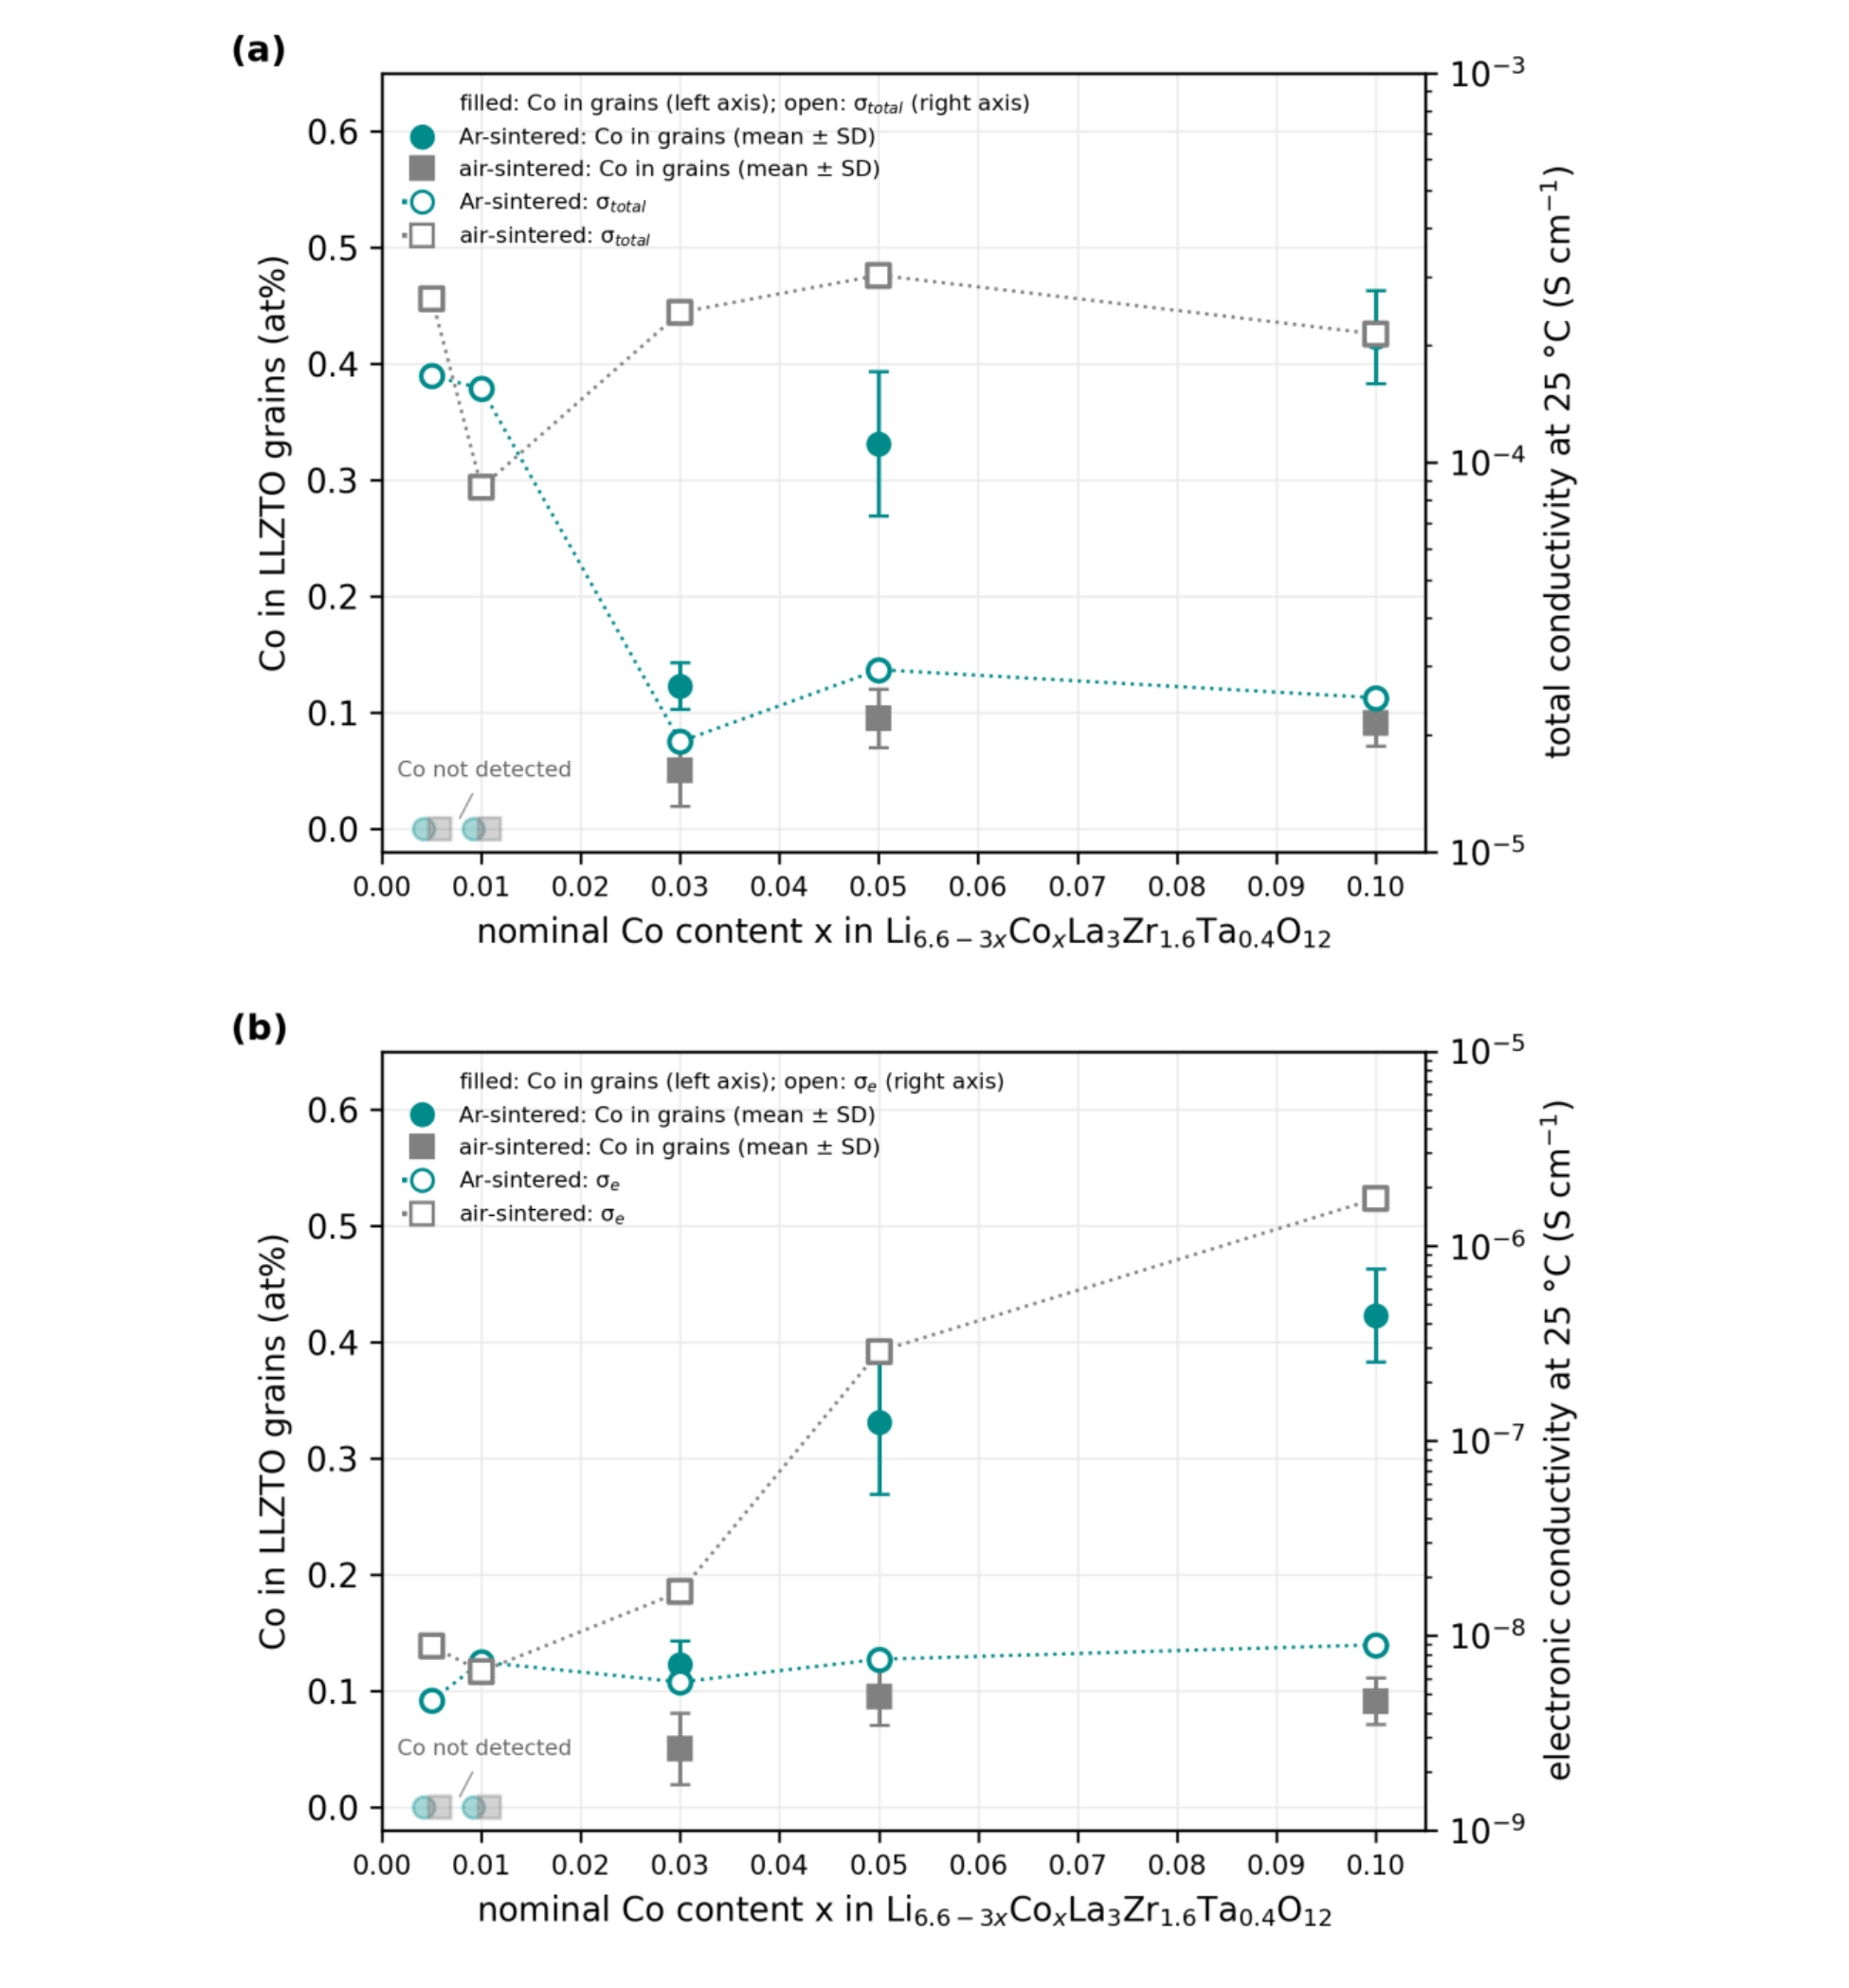 (a)
filled: Co in grains (left axis); open: σtotal (right axis)
Ar-sintered: Co in grains (mean ± SD)
air-sintered: Co in grains (mean ± SD)
Ar-sintered: σtotal
air-sintered: σtotal
Co in LLZTO grains (at%)
0.6
0.5
0.4
0.3
0.2
0.1
0.0
Co not detected
total conductivity at 25 °C (S cm⁻¹)
10⁻³
10⁻⁴
10⁻⁵
0.00 0.01 0.02 0.03 0.04 0.05 0.06 0.07 0.08 0.09 0.10
nominal Co content x in Li₆.₆₋₃ₓCoₓLa₃Zr₁.₆Ta₀.₄O₁₂
(b)
filled: Co in grains (left axis); open: σe (right axis)
Ar-sintered: Co in grains (mean ± SD)
air-sintered: Co in grains (mean ± SD)
Ar-sintered: σe
air-sintered: σe
Co in LLZTO grains (at%)
0.6
0.5
0.4
0.3
0.2
0.1
0.0
Co not detected
electronic conductivity at 25 °C (S cm⁻¹)
10⁻⁵
10⁻⁶
10⁻⁷
10⁻⁸
10⁻⁹
0.00 0.01 0.02 0.03 0.04 0.05 0.06 0.07 0.08 0.09 0.10
nominal Co content x in Li₆.₆₋₃ₓCoₓLa₃Zr₁.₆Ta₀.₄O₁₂